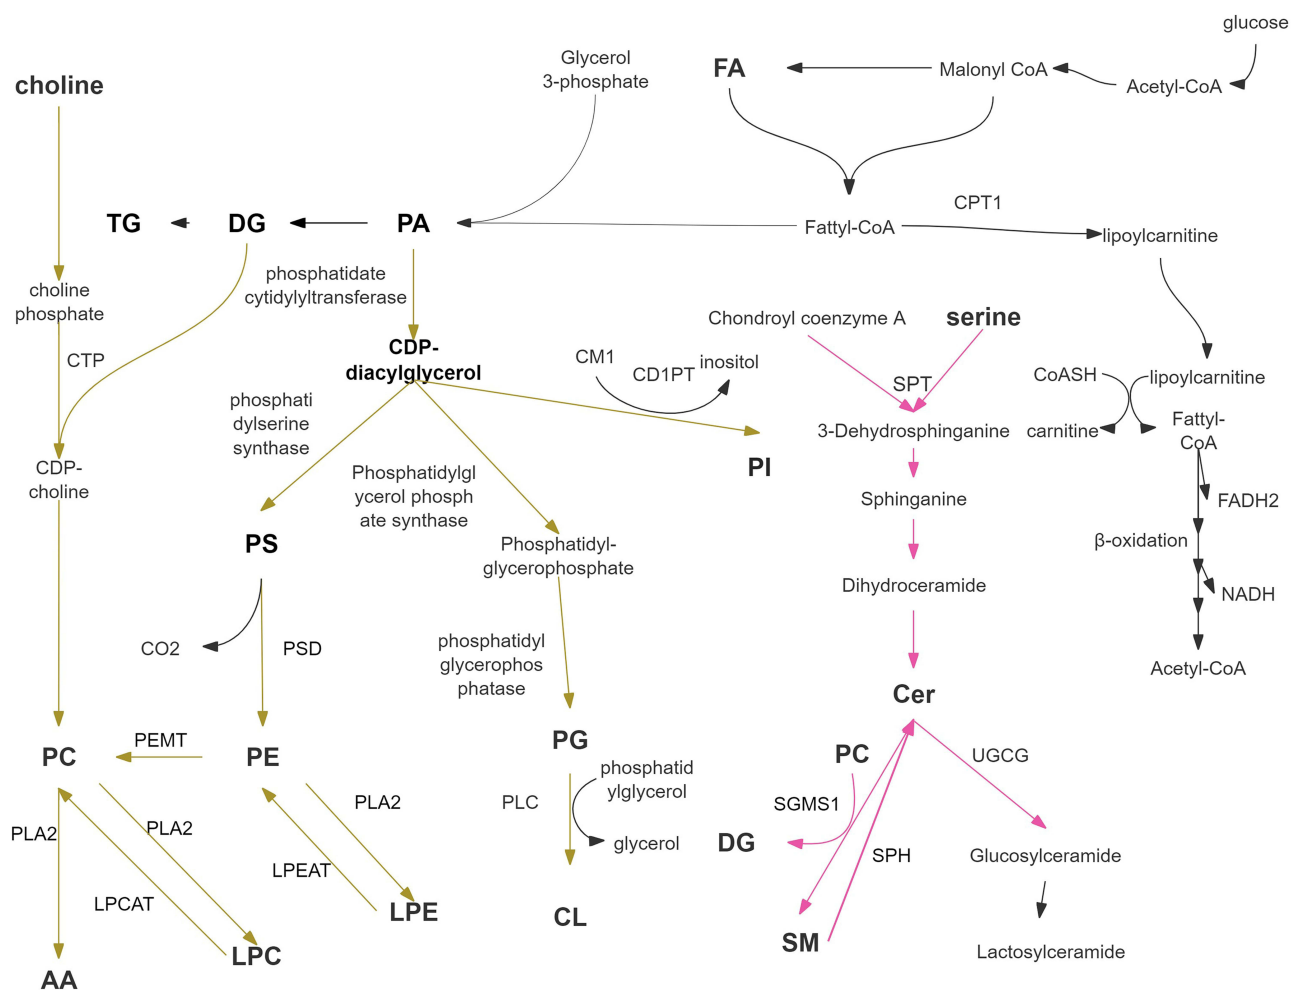 glucose
Glycerol
3-phosphate
FA
Malonyl CoA
Acetyl-CoA
choline
CPT1
TG
DG
PA
Fattyl-CoA
lipoylcarnitine
phosphatidate
cytidylyltransferase
choline
phosphate
Chondroyl coenzyme A
serine
CTP
CDP-
diacylglycerol
CM1
CD1PT
inositol
SPT
CoASH
lipoylcarnitine
phosphati
dylserine
synthase
3-Dehydrosphinganine
carnitine
Fattyl-
CoA
CDP-
choline
Phosphatidylgl
ycerol phosph
ate synthase
PI
Sphinganine
FADH2
PS
Phosphatidyl-
glycerophosphate
β-oxidation
Dihydroceramide
NADH
CO2
PSD
phosphatidyl
glycerophos
phatase
Acetyl-CoA
Cer
PC
PEMT
PE
PG
PC
UGCG
phosphatid
ylglycerol
PLC
PLA2
SGMS1
PLA2
PLA2
glycerol
DG
SPH
Glucosylceramide
LPEAT
LPCAT
LPE
CL
SM
LPC
Lactosylceramide
AA